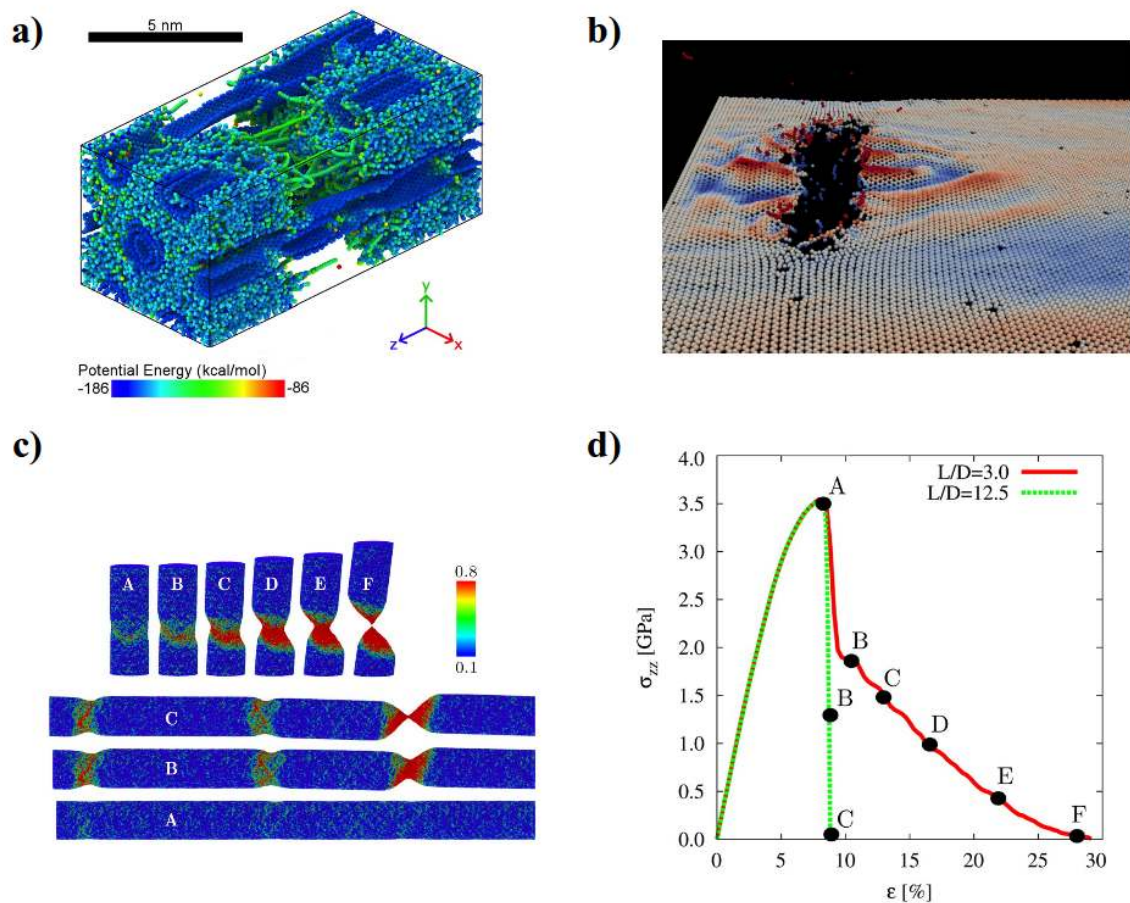 a)
5 nm
y
z
x
Potential Energy (kcal/mol)
-186
-86
b)
c)
A
B
C
D
E
F
0.8
0.1
C
B
A
d)
4.0
3.5
3.0
2.5
2.0
1.5
1.0
0.5
0.0
σzz [GPa]
L/D=3.0
L/D=12.5
A
B
C
B
D
E
C
F
0
5
10
15
20
25
30
ε [%]